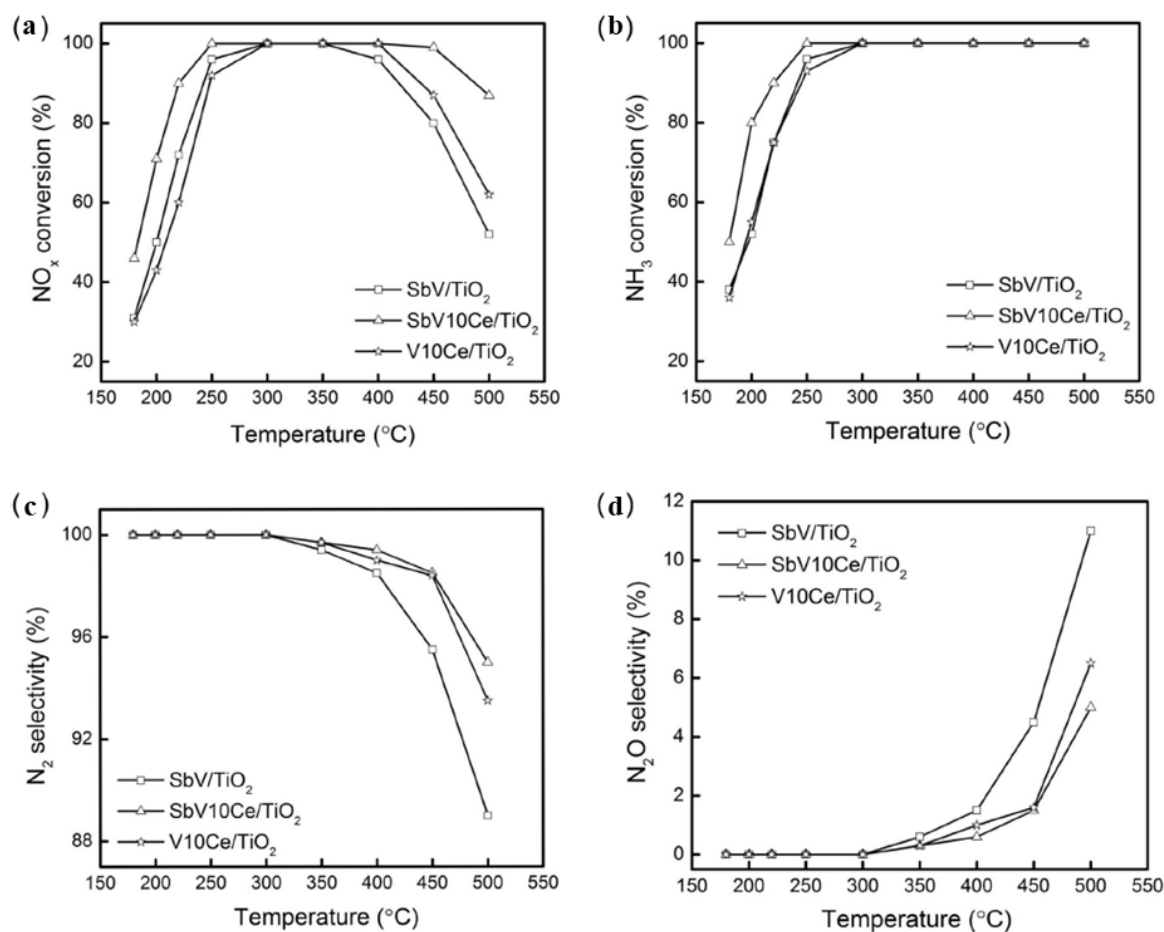 (a)
100
80
60
40
20
NOx conversion (%)
SbV/TiO2
SbV10Ce/TiO2
V10Ce/TiO2
150 200 250 300 350 400 450 500 550
Temperature (°C)
(b)
100
80
60
40
20
NH3 conversion (%)
SbV/TiO2
SbV10Ce/TiO2
V10Ce/TiO2
150 200 250 300 350 400 450 500 550
Temperature (°C)
(c)
100
96
92
88
N2 selectivity (%)
SbV/TiO2
SbV10Ce/TiO2
V10Ce/TiO2
150 200 250 300 350 400 450 500 550
Temperature (°C)
(d)
12
10
8
6
4
2
0
N2O selectivity (%)
SbV/TiO2
SbV10Ce/TiO2
V10Ce/TiO2
150 200 250 300 350 400 450 500 550
Temperature (°C)